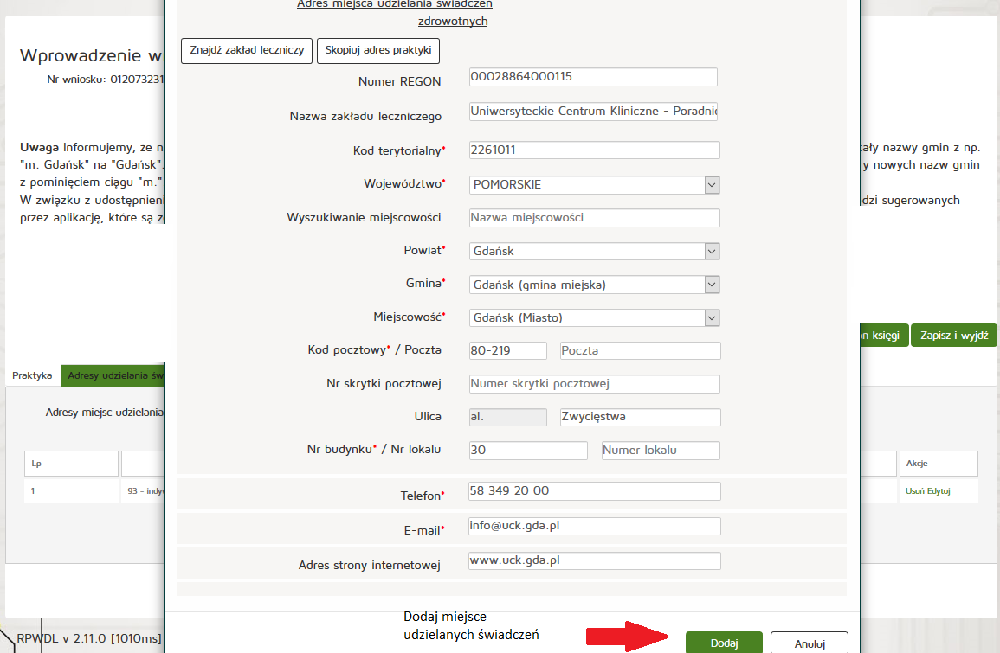 Adres miejsca udzielania świadczeń
zdrowotnych
Znajdź zakład leczniczy
Skopiuj adres praktyki
Wprowadzenie w
Nr wniosku: 012073231
Numer REGON
00028864000115
Nazwa zakładu leczniczego
Uniwersyteckie Centrum Kliniczne - Poradnie
Uwaga Informujemy, że n
"m. Gdańsk" na "Gdańsk".
z pominięciem ciągu "m."
W związku z udostępnieni
przez aplikację, które są z
ały nazwy gmin z np.
ry nowych nazw gmin
dzi sugerowanych
Kod terytorialny*
2261011
Województwo*
POMORSKIE
Wyszukiwanie miejscowości
Nazwa miejscowości
Powiat*
Gdańsk
Gmina*
Gdańsk (gmina miejska)
Miejscowość*
Gdańsk (Miasto)
n księgi
Zapisz i wyjdź
Kod pocztowy* / Poczta
80-219
Poczta
Praktyka
Adresy udzielania św
Nr skrytki pocztowej
Numer skrytki pocztowej
Adresy miejsc udzielania
Ulica
al.
Zwycięstwa
Nr budynku* / Nr lokalu
30
Numer lokalu
Lp
Akcje
1
93 - indy
Usuń Edytuj
Telefon*
58 349 20 00
E-mail*
info@uck.gda.pl
Adres strony internetowej
www.uck.gda.pl
Dodaj miejsce
udzielanych świadczeń
Dodaj
Anuluj
RPWDL v 2.11.0 [1010ms]